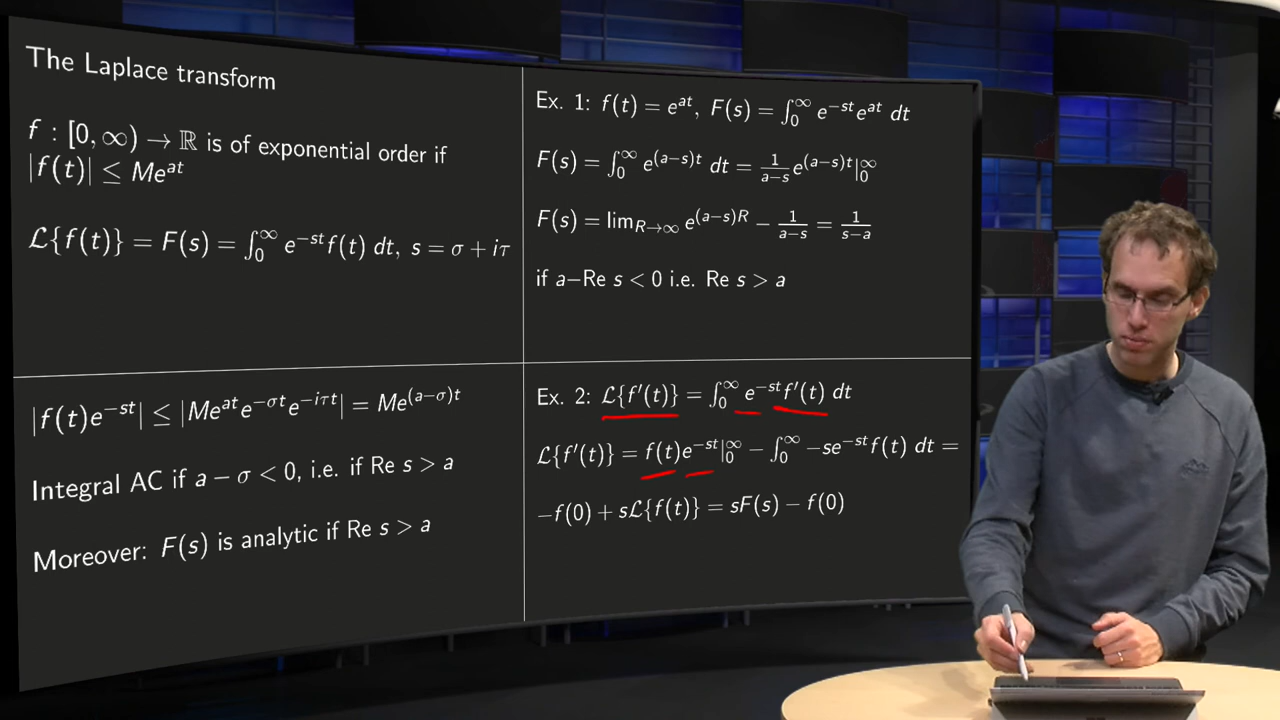 The Laplace transform
f : [0, ∞) → ℝ is of exponential order if
|f(t)| ≤ Me^{at}
ℒ{f(t)} = F(s) = ∫_0^∞ e^{−st} f(t) dt, s = σ + iτ
|f(t)e^{−st}| ≤ |Me^{at}e^{−σt}e^{−iτt}| = Me^{(a−σ)t}
Integral AC if a − σ < 0, i.e. if Re s > a
Moreover: F(s) is analytic if Re s > a
Ex. 1: f(t) = e^{at}, F(s) = ∫_0^∞ e^{−st}e^{at} dt
F(s) = ∫_0^∞ e^{(a−s)t} dt = \frac{1}{a−s} e^{(a−s)t}|_0^∞
F(s) = lim_{R→∞} e^{(a−s)R} − \frac{1}{a−s} = \frac{1}{s−a}
if a−Re s < 0 i.e. Re s > a
Ex. 2: ℒ{f′(t)} = ∫_0^∞ e^{−st} f′(t) dt
ℒ{f′(t)} = f(t)e^{−st}|_0^∞ − ∫_0^∞ −se^{−st} f(t) dt =
−f(0) + sℒ{f(t)} = sF(s) − f(0)